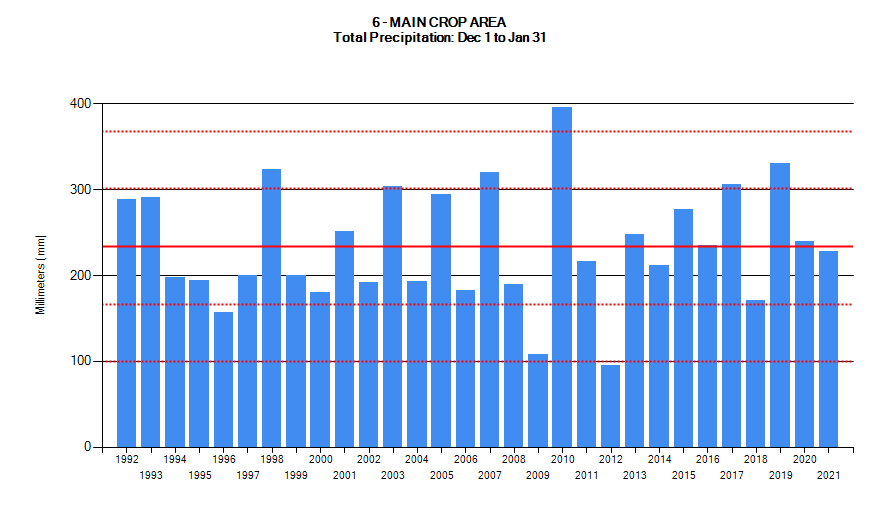 6 - MAIN CROP AREA
Total Precipitation: Dec 1 to Jan 31
400
300
200
100
0
Millimeters ( mm|
1992 1994 1996 1998 2000 2002 2004 2006 2008 2010 2012 2014 2016 2018 2020
1993 1995 1997 1999 2001 2003 2005 2007 2009 2011 2013 2015 2017 2019 2021